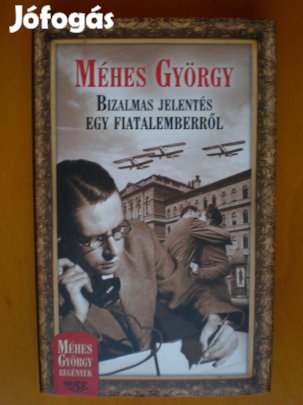 Jófogás
MÉHES GYÖRGY
BIZALMAS JELENTÉS
EGY FIATALEMBERRŐL
MÉHES
GYÖRGY
REGÉNYEK